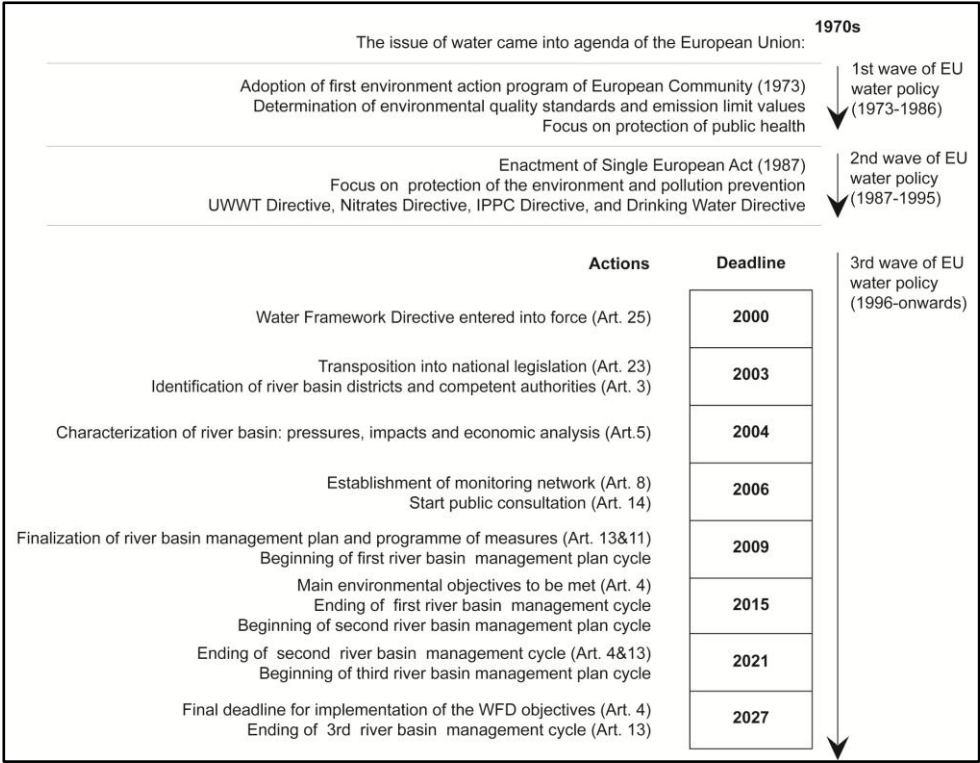 1970s
The issue of water came into agenda of the European Union:
1st wave of EU
water policy
(1973-1986)
Adoption of first environment action program of European Community (1973)
Determination of environmental quality standards and emission limit values
Focus on protection of public health
2nd wave of EU
water policy
(1987-1995)
Enactment of Single European Act (1987)
Focus on protection of the environment and pollution prevention
UWWT Directive, Nitrates Directive, IPPC Directive, and Drinking Water Directive
3rd wave of EU
water policy
(1996-onwards)
Actions Deadline
Water Framework Directive entered into force (Art. 25) 2000
Transposition into national legislation (Art. 23)
Identification of river basin districts and competent authorities (Art. 3)
2003
Characterization of river basin: pressures, impacts and economic analysis (Art.5) 2004
Establishment of monitoring network (Art. 8)
Start public consultation (Art. 14)
2006
Finalization of river basin management plan and programme of measures (Art. 13&11)
Beginning of first river basin management plan cycle
2009
Main environmental objectives to be met (Art. 4)
Ending of first river basin management cycle
Beginning of second river basin management plan cycle
2015
Ending of second river basin management cycle (Art. 4&13)
Beginning of third river basin management plan cycle
2021
Final deadline for implementation of the WFD objectives (Art. 4)
Ending of 3rd river basin management cycle (Art. 13)
2027